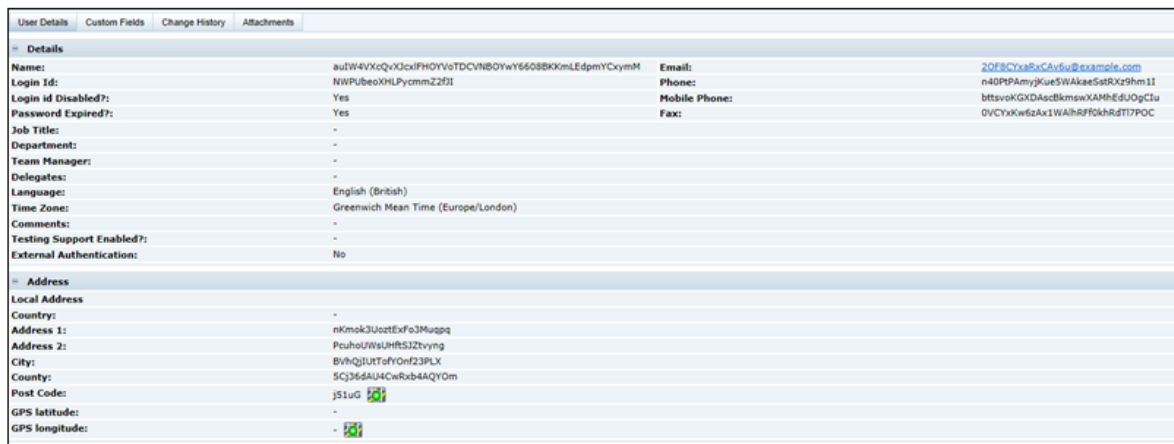 User Details Custom Fields Change History Attachments
Details
Name: auIW4VXcQvXJcxlFHOYVoTDCVNBOYwY6608BKKmLEdpmYCxymM Email: 2OF8CYxaRxCAv6u@example.com
Login Id: NWPUbeoXHLPycmmZ2fJI Phone: n40PtPAmyjKue5WAkaeSstRXz9hm1I
Login id Disabled?: Yes Mobile Phone: bttsvoKGXDAscBkmswXAMhEdUOgCIu
Password Expired?: Yes Fax: 0VCYxKw6zAx1WAlhRFf0khRdTl7POC
Job Title: -
Department: -
Team Manager: -
Delegates: -
Language: English (British)
Time Zone: Greenwich Mean Time (Europe/London)
Comments: -
Testing Support Enabled?: -
External Authentication: No
Address
Local Address
Country: -
Address 1: nKmok3UoztExFo3Muqpq
Address 2: PcuhoUWsUHftSJZtvyng
City: BVhQjIUtTofYOnf23PLX
County: 5Cj36dAU4CwRxb4AQYOm
Post Code: j51uG
GPS latitude: -
GPS longitude: -